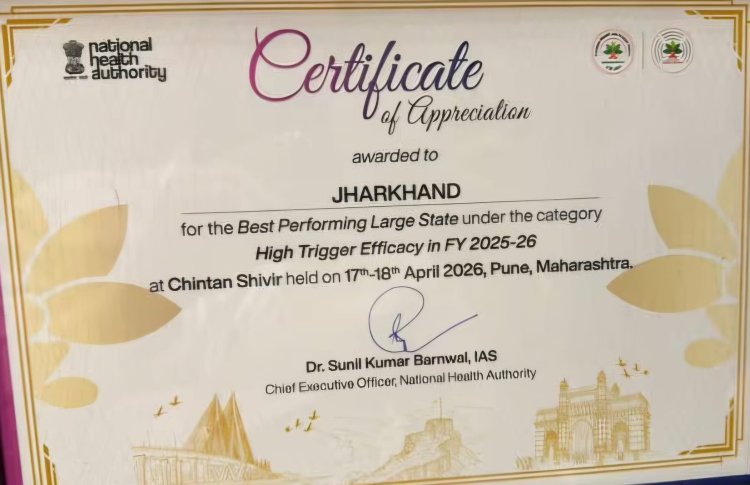 national
health
authority
Certificate
of Appreciation
awarded to
JHARKHAND
for the Best Performing Large State under the category
High Trigger Efficacy in FY 2025-26
at Chintan Shivir held on 17th-18th April 2026, Pune, Maharashtra.
Dr. Sunil Kumar Barnwal, IAS
Chief Executive Officer, National Health Authority